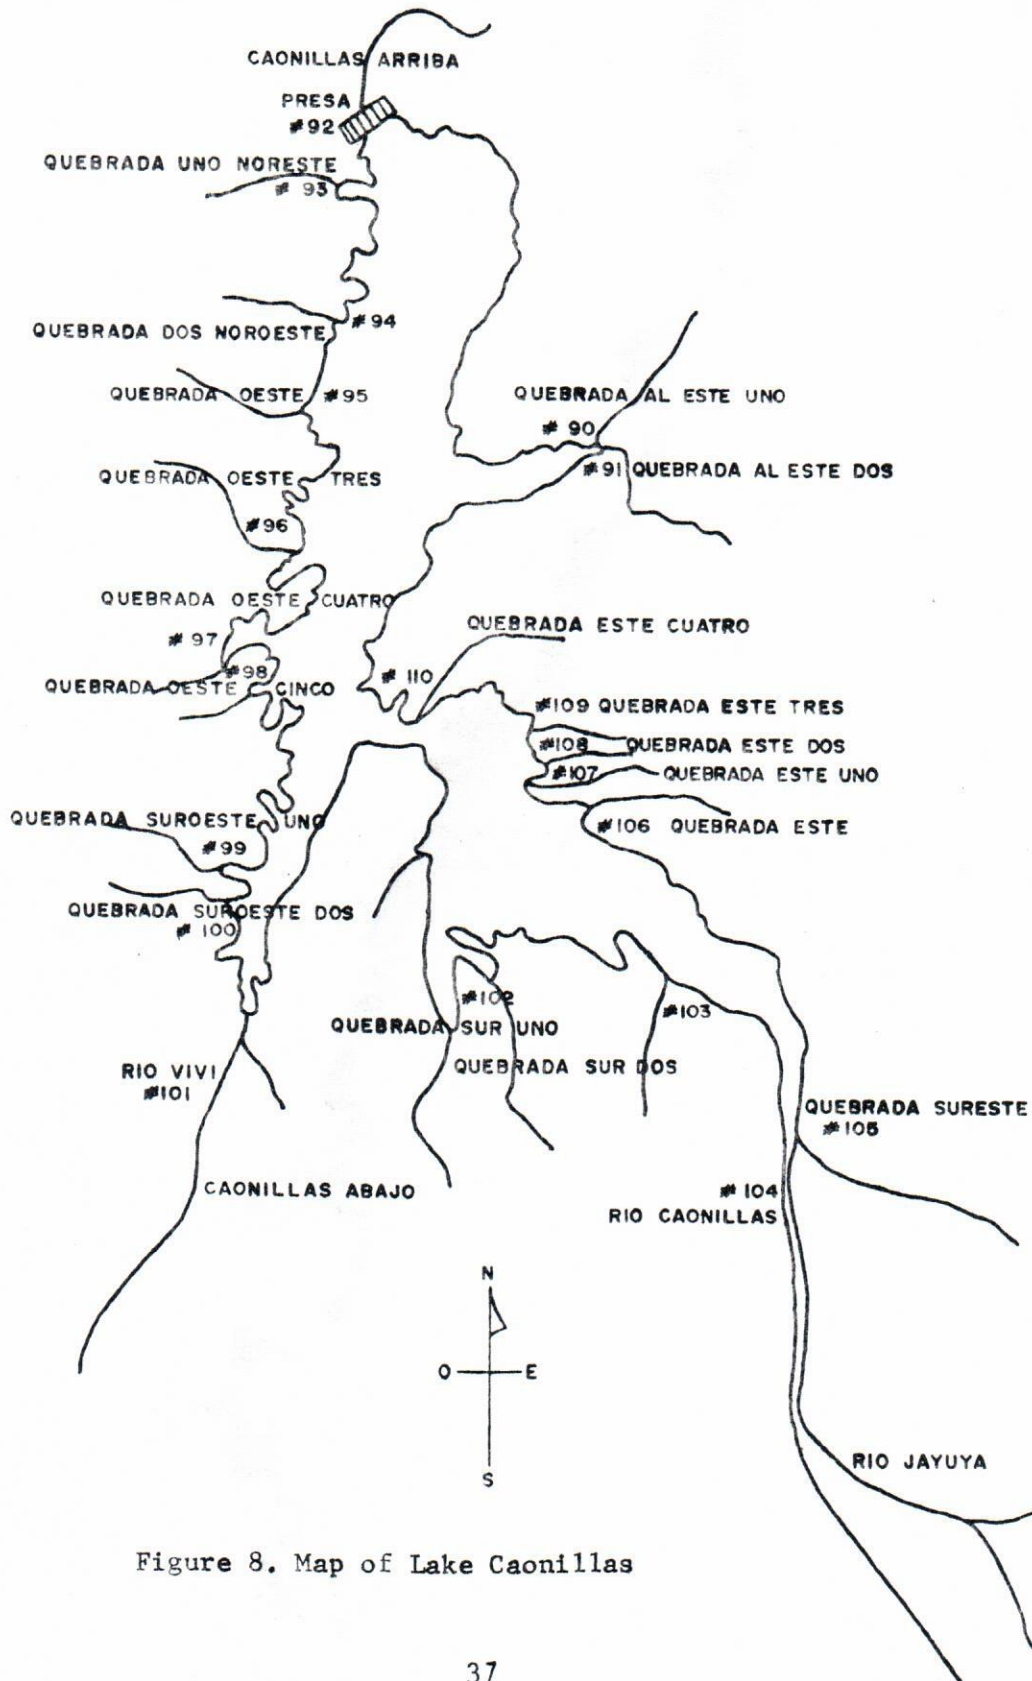 CAONILLAS ARRIBA
PRESA
#92
QUEBRADA UNO NORESTE
# 93
#94
QUEBRADA DOS NOROESTE
QUEBRADA OESTE #95
QUEBRADA AL ESTE UNO
# 90
#91 QUEBRADA AL ESTE DOS
QUEBRADA OESTE TRES
#96
QUEBRADA OESTE CUATRO
# 97
#98
QUEBRADA OESTE CINCO
QUEBRADA ESTE CUATRO
# 110
#109 QUEBRADA ESTE TRES
#108 QUEBRADA ESTE DOS
#107 QUEBRADA ESTE UNO
#106 QUEBRADA ESTE
QUEBRADA SUROESTE UNO
#99
QUEBRADA SUROESTE DOS
# 100
#102
QUEBRADA SUR UNO
#103
QUEBRADA SUR DOS
RIO VIVI
#101
QUEBRADA SURESTE
#105
CAONILLAS ABAJO
# 104
RIO CAONILLAS
N
O E
S
RIO JAYUYA
Figure 8. Map of Lake Caonillas
37